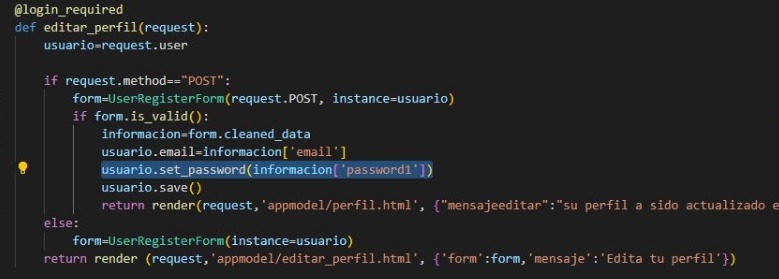 @login_required
def editar_perfil(request):
usuario=request.user
if request.method=="POST":
form=UserRegisterForm(request.POST, instance=usuario)
if form.is_valid():
informacion=form.cleaned_data
usuario.email=informacion['email']
usuario.set_password(informacion['password1'])
usuario.save()
return render(request,'appmodel/perfil.html', {"mensajeeditar":"su perfil a sido actualizado e
else:
form=UserRegisterForm(instance=usuario)
return render (request,'appmodel/editar_perfil.html', {'form':form,'mensaje':'Edita tu perfil'})